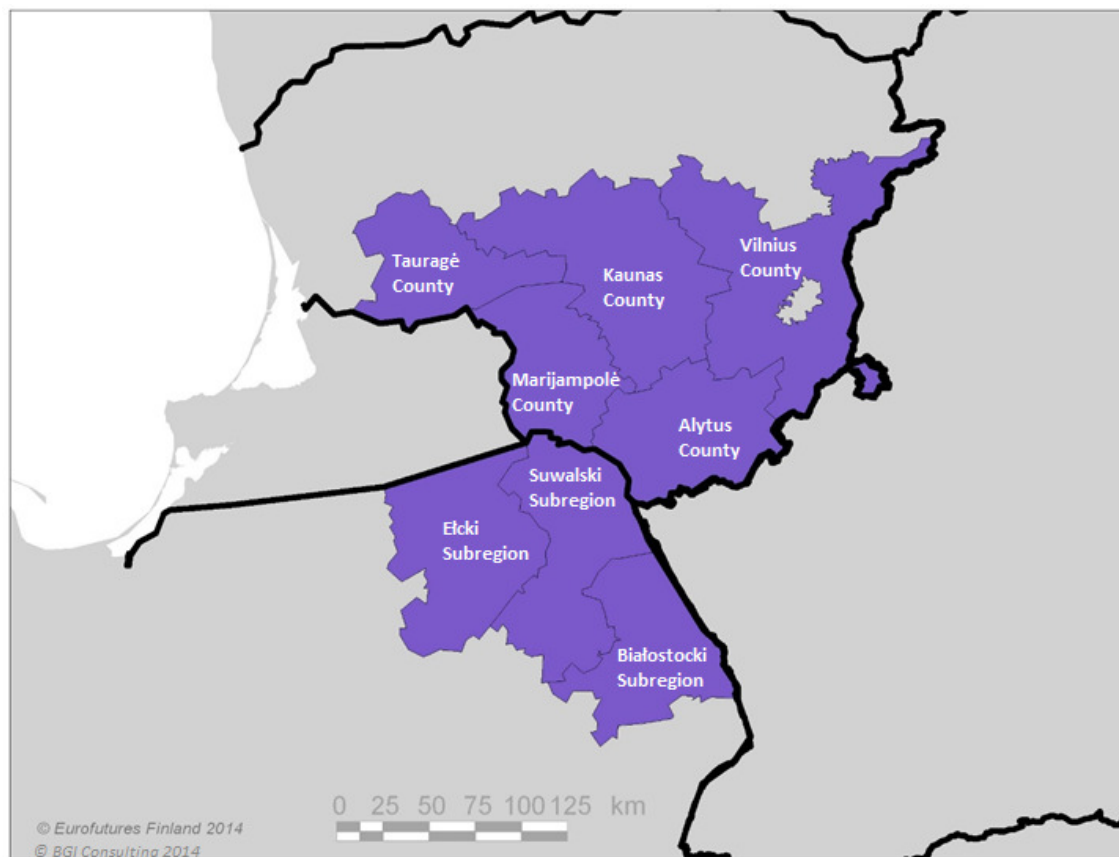 Tauragė
County
Kaunas
County
Vilnius
County
Marijampolė
County
Alytus
County
Suwalski
Subregion
Ełcki
Subregion
Białostocki
Subregion
0 25 50 75 100 125 km
© Eurofutures Finland 2014
© BGI Consulting 2014